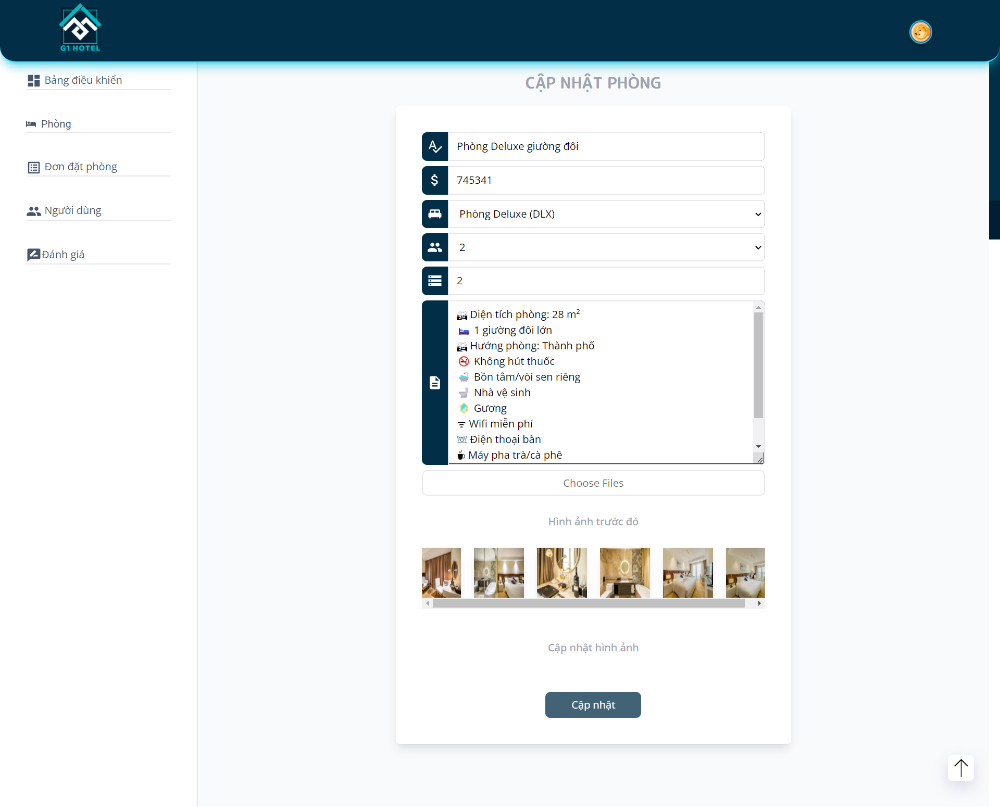 G1 HOTEL
Bảng điều khiển
Phòng
Đơn đặt phòng
Người dùng
Đánh giá
CẬP NHẬT PHÒNG
Phòng Deluxe giường đôi
745341
Phòng Deluxe (DLX)
2
2
Diện tích phòng: 28 m²
1 giường đôi lớn
Hướng phòng: Thành phố
Không hút thuốc
Bồn tắm/vòi sen riêng
Nhà vệ sinh
Gương
Wifi miễn phí
Điện thoại bàn
Máy pha trà/cà phê
Choose Files
Hình ảnh trước đó
Cập nhật hình ảnh
Cập nhật